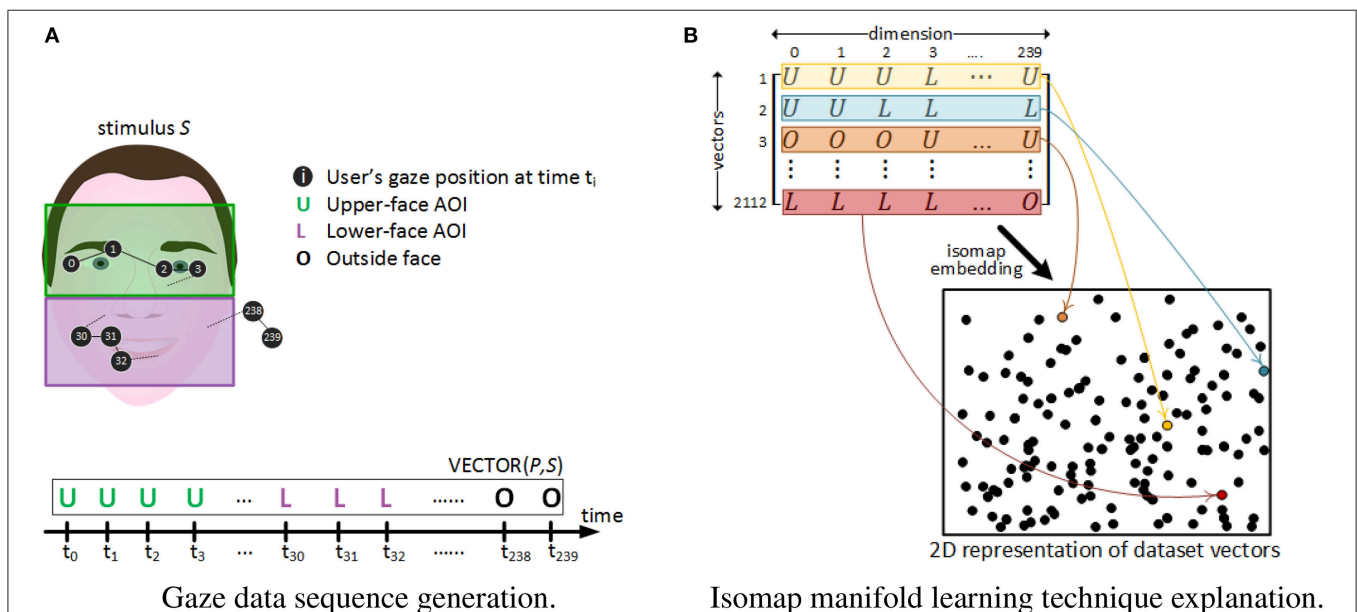 A
stimulus S
i User's gaze position at time tᵢ
U Upper-face AOI
L Lower-face AOI
O Outside face
0 1 2 3
30 31 32
238
239
VECTOR(P,S)
U U U U ... L L L ...... O O
time
t₀ t₁ t₂ t₃ ... t₃₀ t₃₁ t₃₂ ...... t₂₃₈ t₂₃₉
Gaze data sequence generation.
B
dimension
0 1 2 3 .... 239
vectors
1 U U U L ... U
2 U U L L L
3 O O O U ... U
2112 L L L L ... O
isomap
embedding
2D representation of dataset vectors
Isomap manifold learning technique explanation.